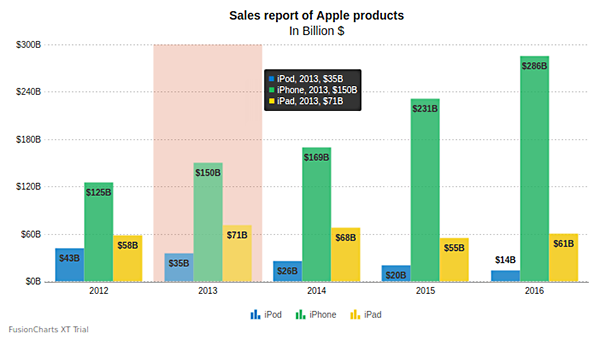 Sales report of Apple products
In Billion $
$300B
$240B
$180B
$120B
$60B
$0B
iPod, 2013, $35B
iPhone, 2013, $150B
iPad, 2013, $71B
$43B
$125B
$58B
$35B
$150B
$71B
$26B
$169B
$68B
$20B
$231B
$55B
$14B
$286B
$61B
2012 2013 2014 2015 2016
iPod iPhone iPad
FusionCharts XT Trial